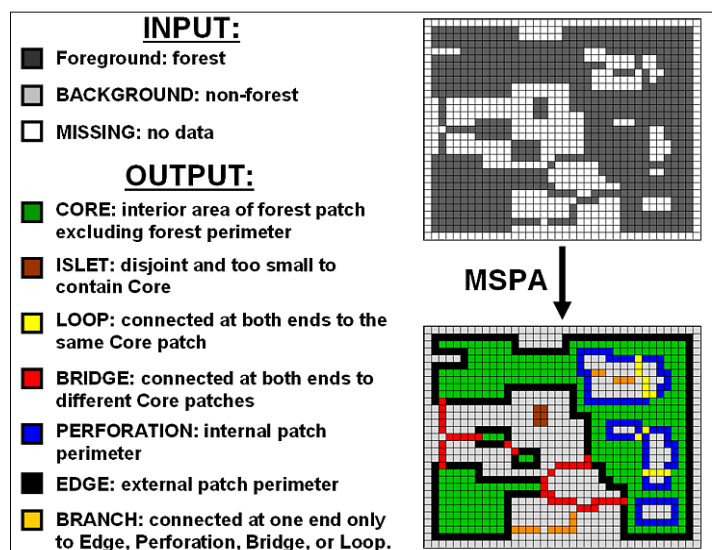 INPUT:
Foreground: forest
BACKGROUND: non-forest
MISSING: no data
OUTPUT:
CORE: interior area of forest patch
excluding forest perimeter
ISLET: disjoint and too small to
contain Core
LOOP: connected at both ends to the
same Core patch
BRIDGE: connected at both ends to
different Core patches
PERFORATION: internal patch
perimeter
EDGE: external patch perimeter
BRANCH: connected at one end only
to Edge, Perforation, Bridge, or Loop.
MSPA